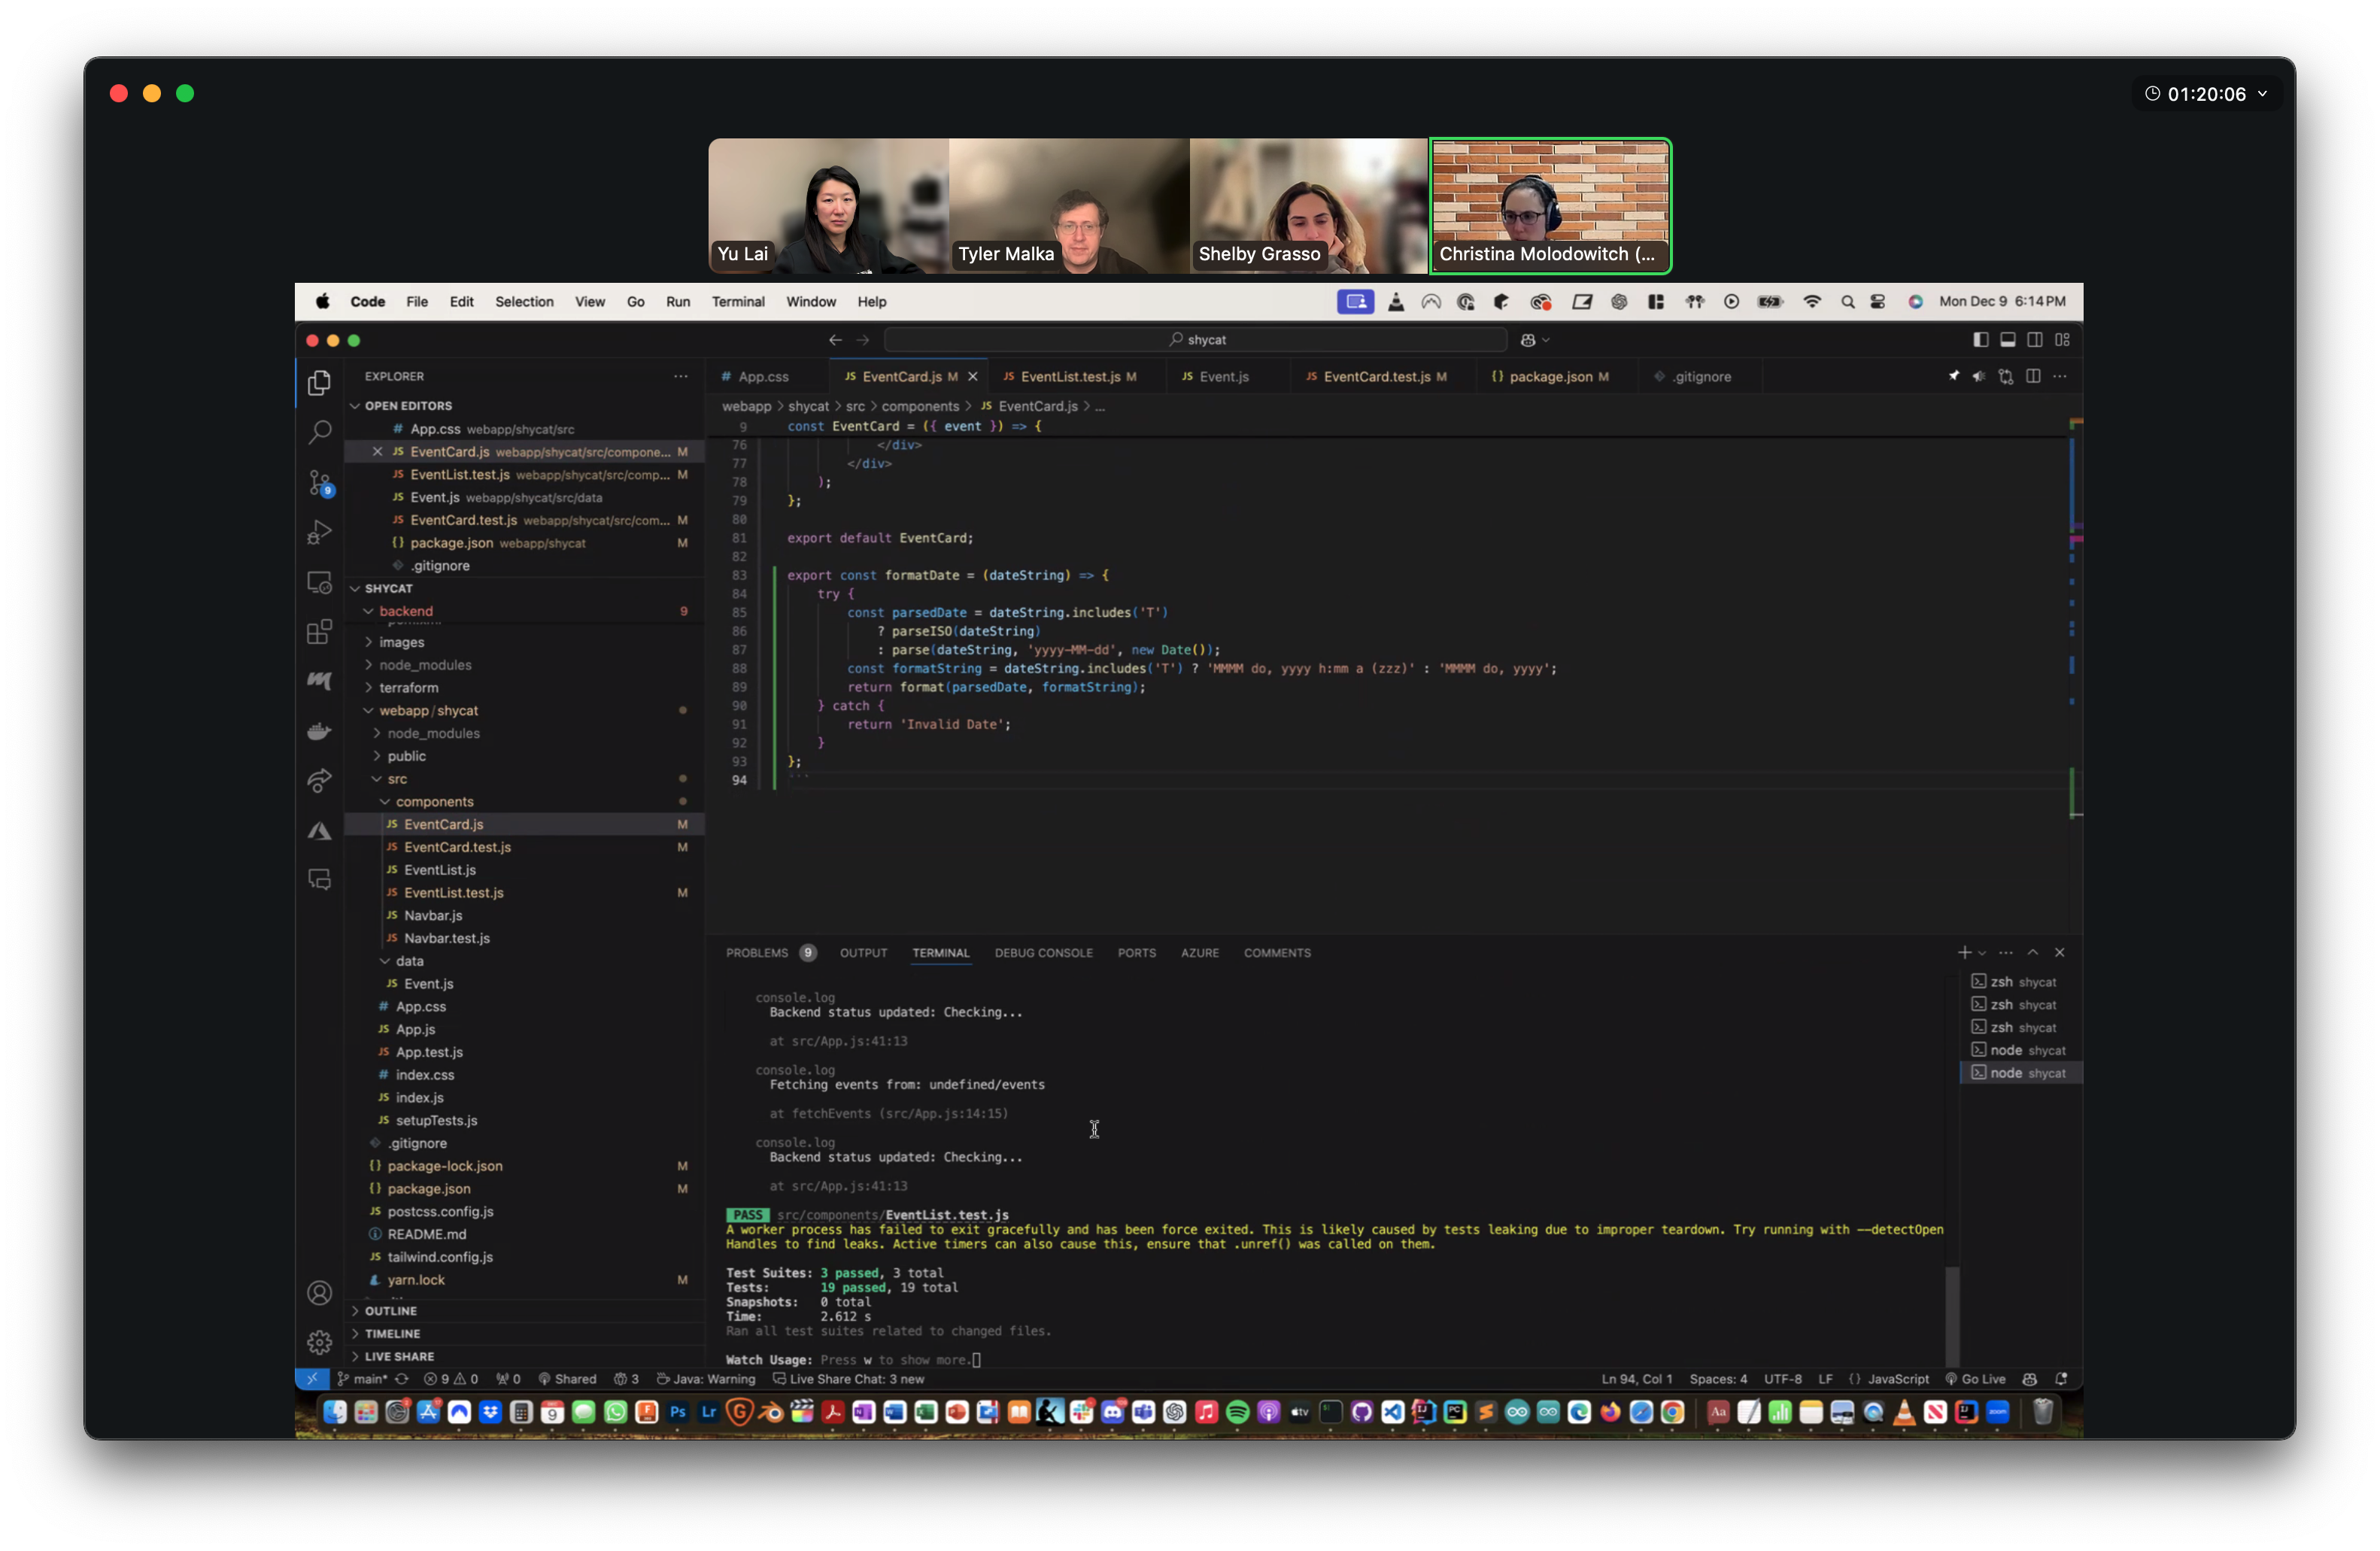 01:20:06
Yu Lai
Tyler Malka
Shelby Grasso
Christina Molodowitch (...
Code File Edit Selection View Go Run Terminal Window Help
Mon Dec 9 6:14 PM
shycat
EXPLORER
OPEN EDITORS
App.css webapp/shycat/src
EventCard.js webapp/shycat/src/compone... M
EventList.test.js webapp/shycat/src/comp... M
Event.js webapp/shycat/src/data
EventCard.test.js webapp/shycat/src/com... M
package.json webapp/shycat M
.gitignore
SHYCAT
backend 9
images
node_modules
terraform
webapp/shycat
node_modules
public
src
components
EventCard.js M
EventCard.test.js M
EventList.js
EventList.test.js M
Navbar.js
Navbar.test.js
data
Event.js
App.css
App.js
App.test.js
index.css
index.js
setupTests.js
.gitignore
package-lock.json M
package.json M
postcss.config.js
README.md
tailwind.config.js
yarn.lock M
OUTLINE
TIMELINE
LIVE SHARE
App.css EventCard.js M EventList.test.js M Event.js EventCard.test.js M package.json M .gitignore
webapp > shycat > src > components > EventCard.js > ...
9 const EventCard = ({ event }) => {
76 </div>
77 </div>
78 );
79 };
80
81 export default EventCard;
82
83 export const formatDate = (dateString) => {
84 try {
85 const parsedDate = dateString.includes('T')
86 ? parseISO(dateString)
87 : parse(dateString, 'yyyy-MM-dd', new Date());
88 const formatString = dateString.includes('T') ? 'MMMM do, yyyy h:mm a (zzz)' : 'MMMM do, yyyy';
89 return format(parsedDate, formatString);
90 } catch {
91 return 'Invalid Date';
92 }
93 };
94
PROBLEMS 9 OUTPUT TERMINAL DEBUG CONSOLE PORTS AZURE COMMENTS
console.log
Backend status updated: Checking...
at src/App.js:41:13
console.log
Fetching events from: undefined/events
at fetchEvents (src/App.js:14:15)
console.log
Backend status updated: Checking...
at src/App.js:41:13
PASS src/components/EventList.test.js
A worker process has failed to exit gracefully and has been force exited. This is likely caused by tests leaking due to improper teardown. Try running with --detectOpen
Handles to find leaks. Active timers can also cause this, ensure that .unref() was called on them.
Test Suites: 3 passed, 3 total
Tests: 19 passed, 19 total
Snapshots: 0 total
Time: 2.612 s
Ran all test suites related to changed files.
Watch Usage: Press w to show more.
zsh shycat
zsh shycat
zsh shycat
node shycat
node shycat
main* 9 0 0 Shared 3 Java: Warning Live Share Chat: 3 new
Ln 94, Col 1 Spaces: 4 UTF-8 LF {} JavaScript Go Live